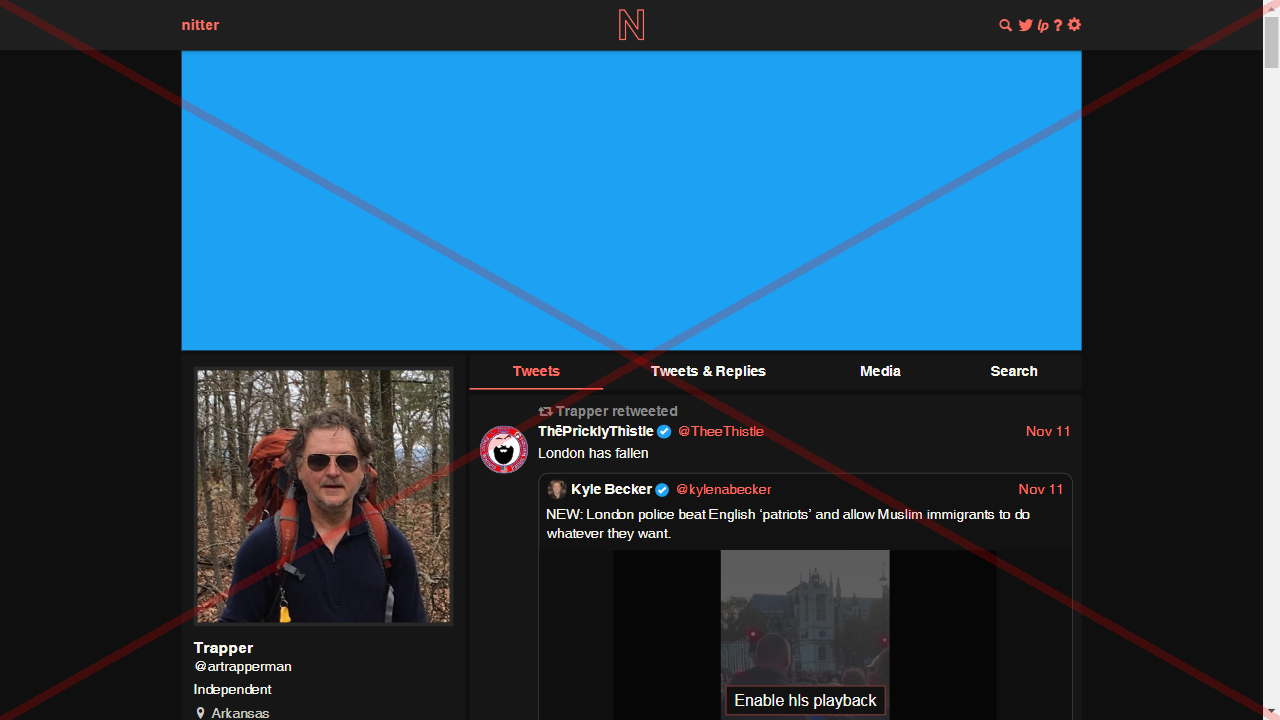 nitter
N
lp ?
Tweets
Tweets & Replies
Media
Search
Trapper retweeted
ThēPricklyThistle @TheeThistle Nov 11
London has fallen
Kyle Becker @kylenabecker Nov 11
NEW: London police beat English ‘patriots’ and allow Muslim immigrants to do
whatever they want.
Enable hls playback
Trapper
@artrapperman
Independent
Arkansas